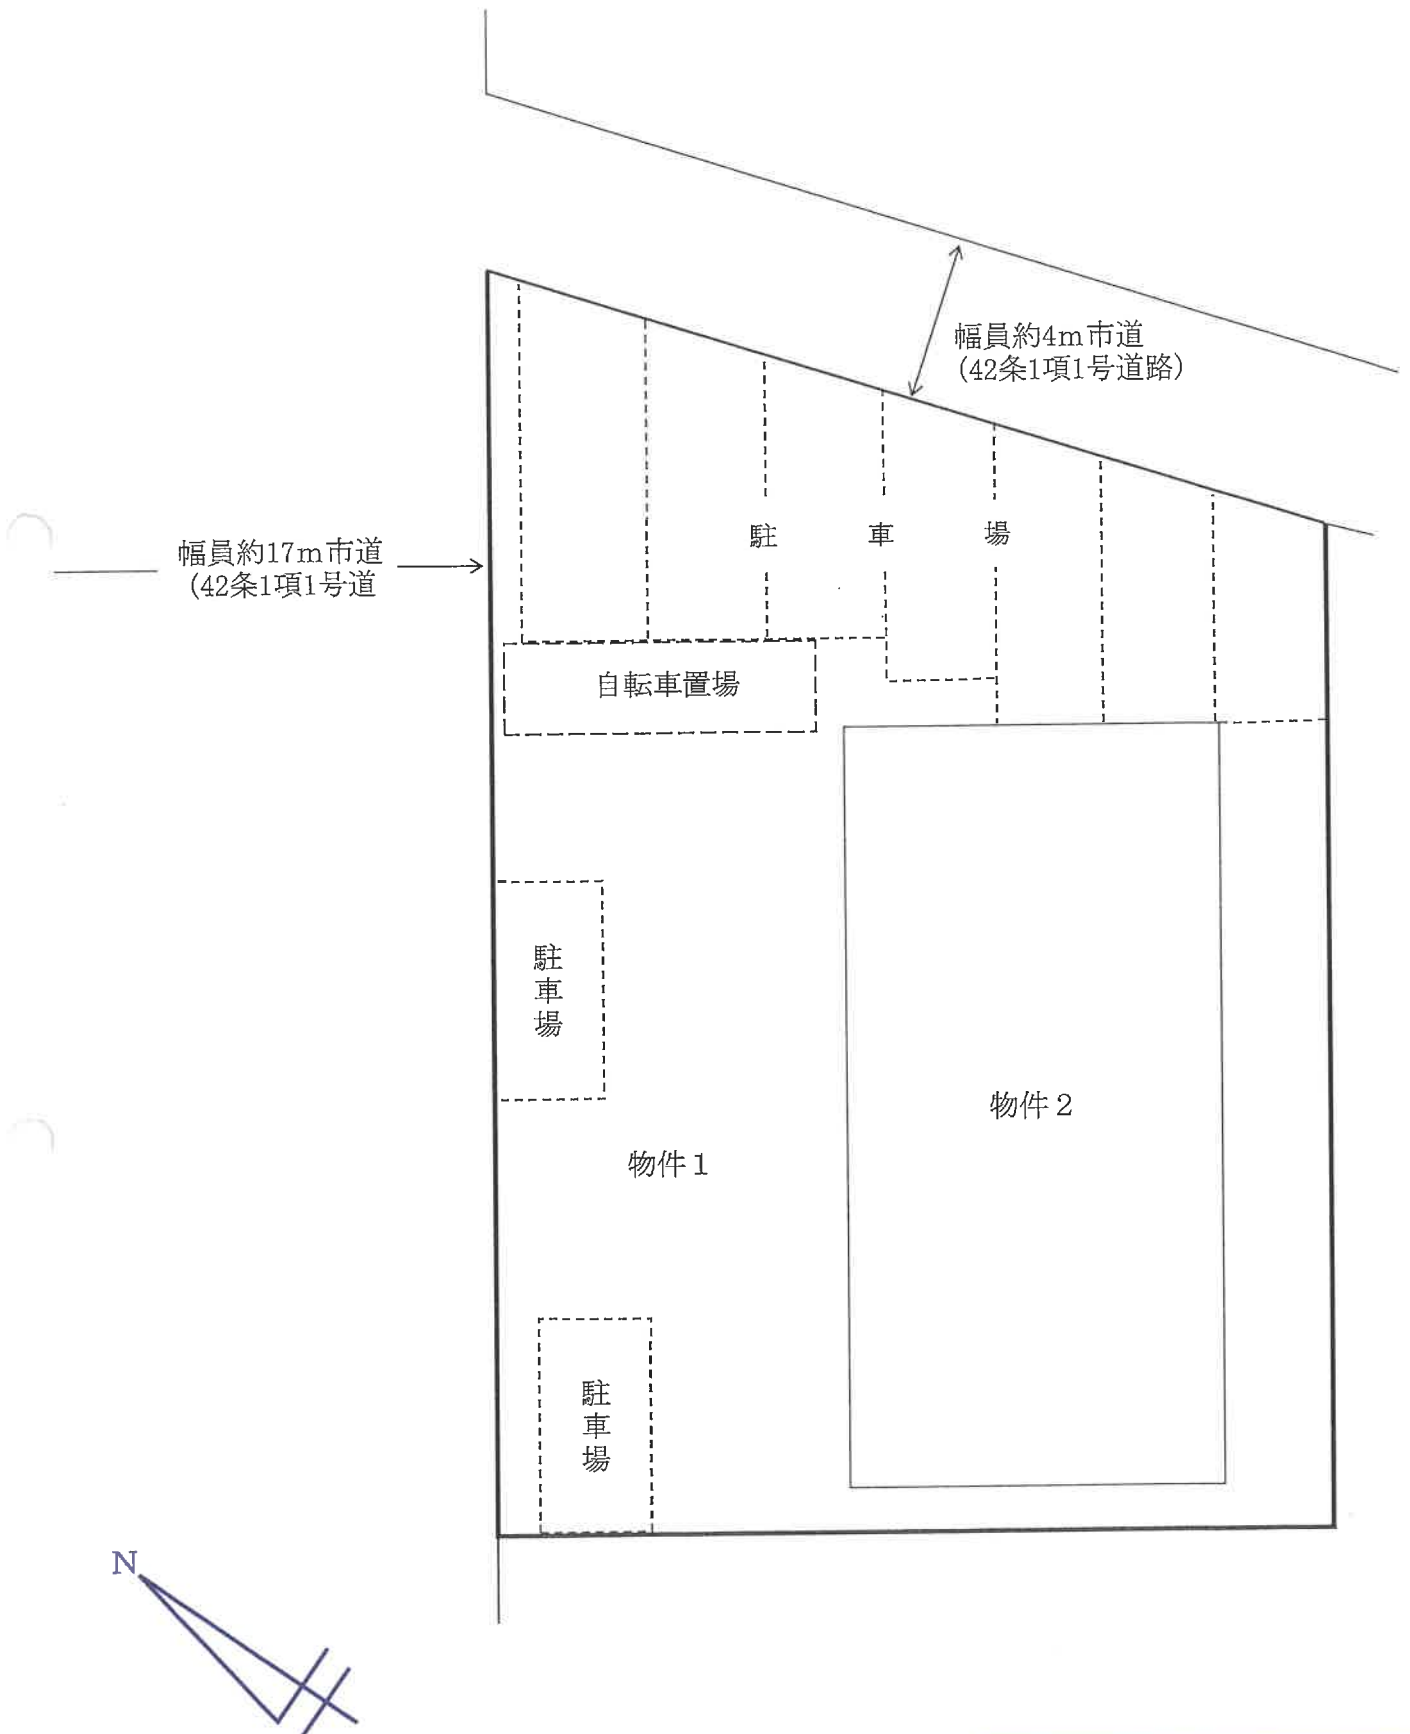 幅員約4m市道
(42条1項1号道路)
駐 車 場
幅員約17m市道
(42条1項1号道
自転車置場
駐
車
場
物件2
物件1
駐
車
場
N